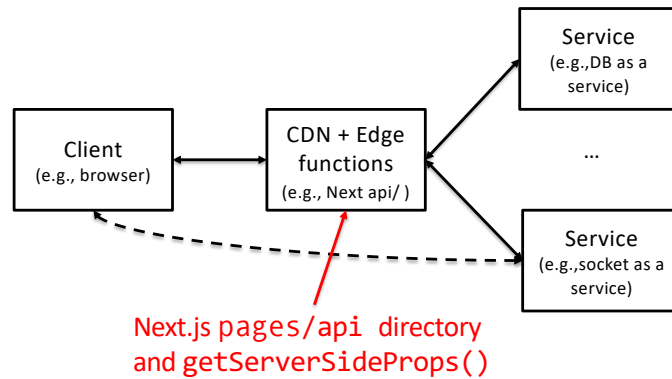 Service
(e.g.,DB as a
service)
Client
(e.g., browser)
CDN + Edge
functions
(e.g., Next api/ )
...
Service
(e.g.,socket as a
service)
Next.js pages/api directory
and getServerSideProps()